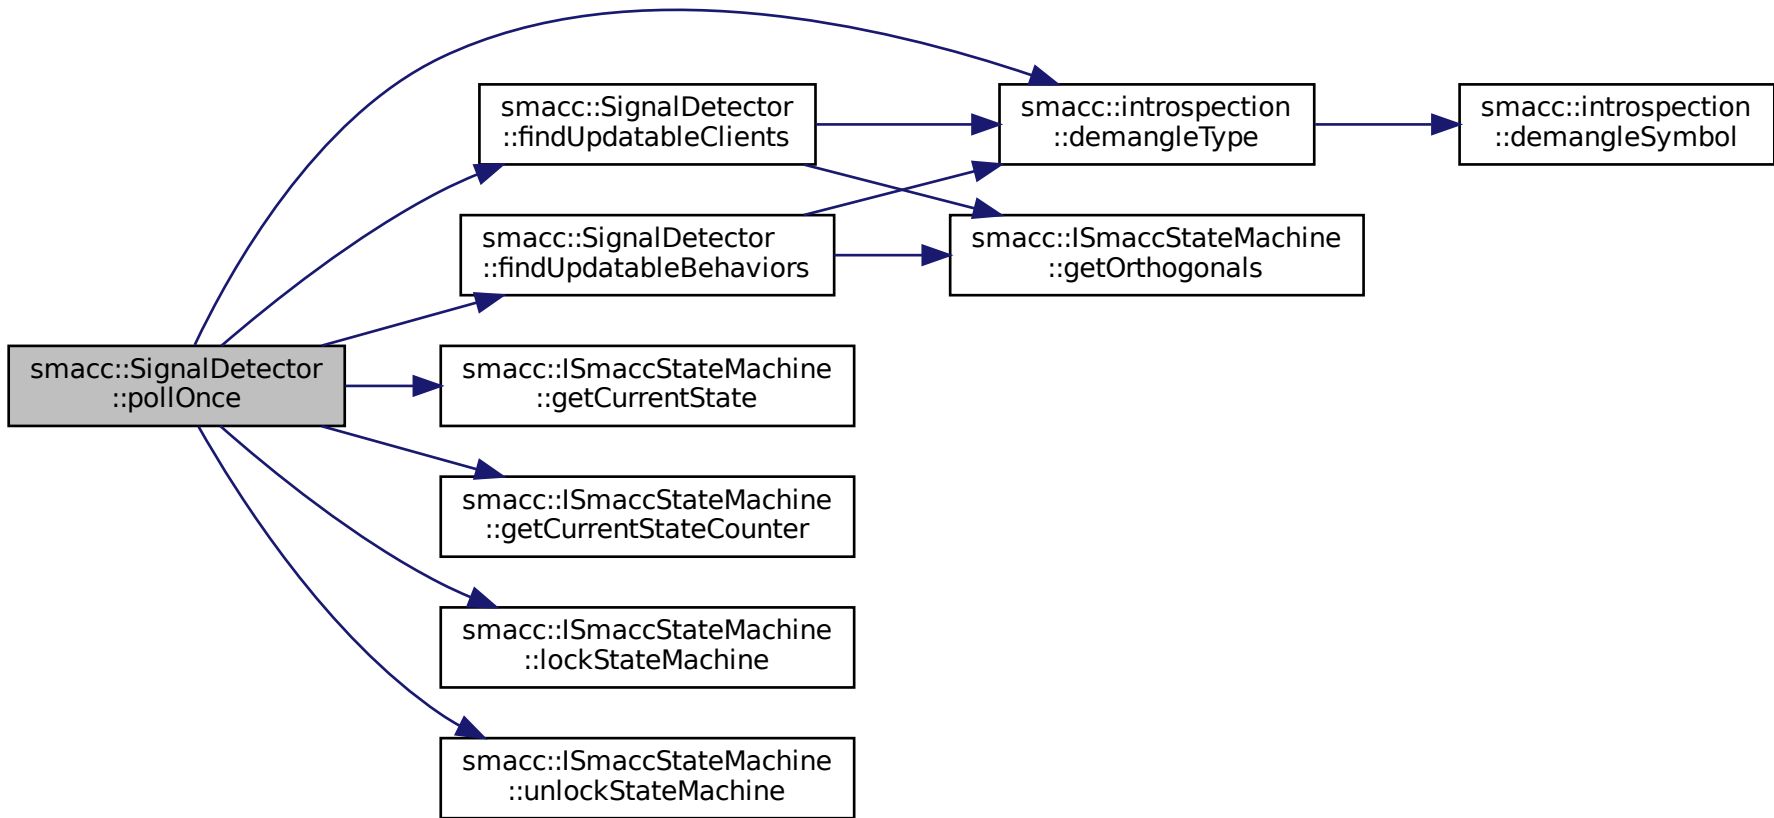 smacc::SignalDetector
::pollOnce
smacc::SignalDetector
::findUpdatableClients
smacc::SignalDetector
::findUpdatableBehaviors
smacc::introspection
::demangleType
smacc::introspection
::demangleSymbol
smacc::ISmaccStateMachine
::getOrthogonals
smacc::ISmaccStateMachine
::getCurrentState
smacc::ISmaccStateMachine
::getCurrentStateCounter
smacc::ISmaccStateMachine
::lockStateMachine
smacc::ISmaccStateMachine
::unlockStateMachine